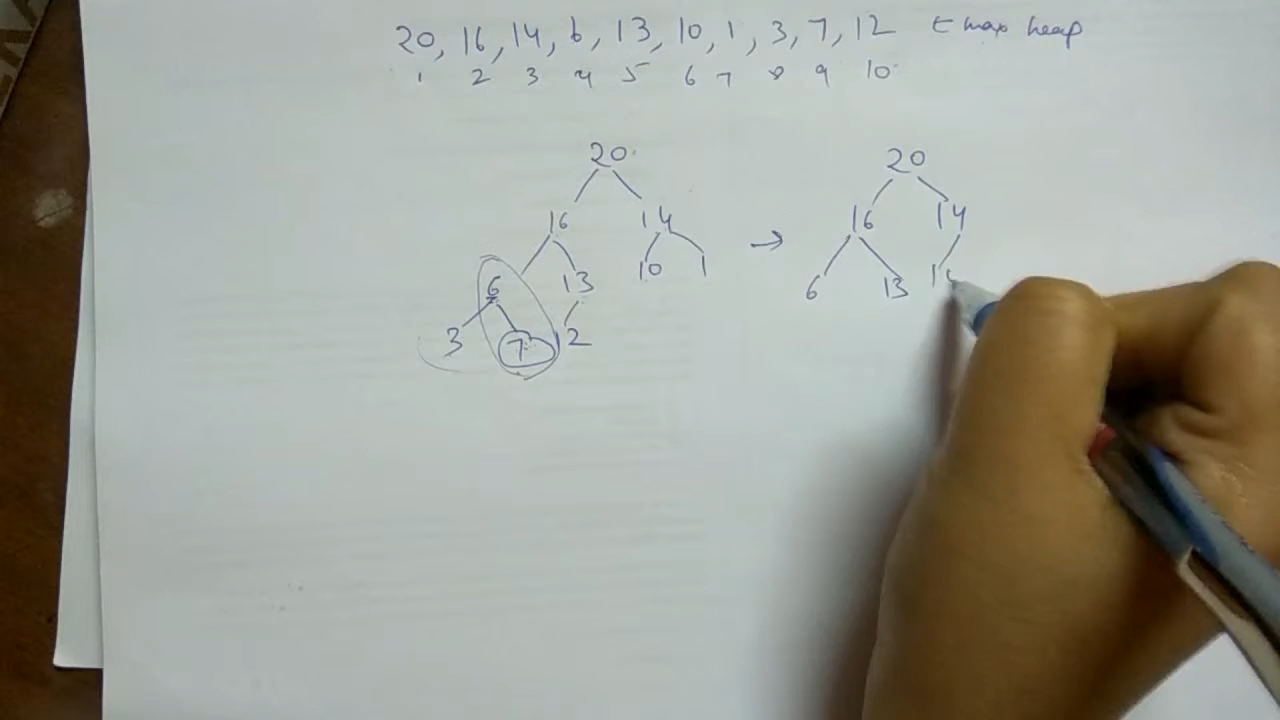 20, 16, 14, 6, 13, 10, 1, 3, 7, 12 ← max heap
1 2 3 4 5 6 7 8 9 10
20 20
16 14 → 16 14
6 13 10 1 6 13
3 7 12